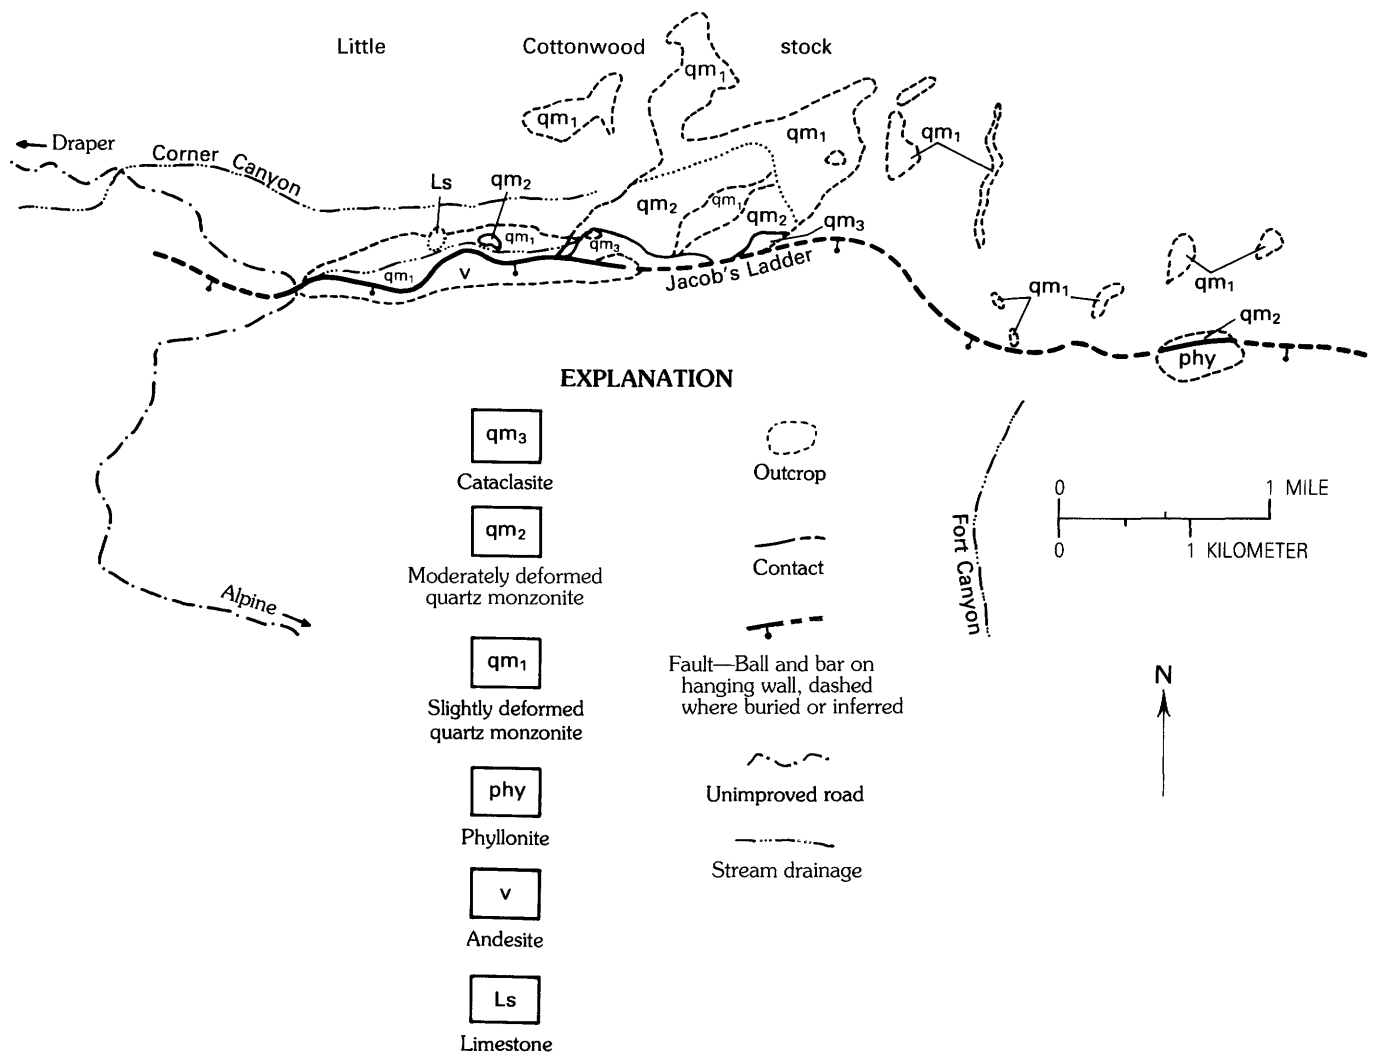 Little Cottonwood stock
qm1
qm1
qm1
qm1
Draper
Corner Canyon
Ls
qm2
qm2
qm1
qm2
qm3
qm1
qm3
qm1
v
Jacob's Ladder
qm1
qm1
qm2
phy
EXPLANATION
qm3
Cataclasite
qm2
Moderately deformed
quartz monzonite
qm1
Slightly deformed
quartz monzonite
phy
Phyllonite
v
Andesite
Ls
Limestone
Outcrop
Contact
Fault—Ball and bar on
hanging wall, dashed
where buried or inferred
Unimproved road
Stream drainage
Alpine
Fort Canyon
0 1 MILE
0 1 KILOMETER
N